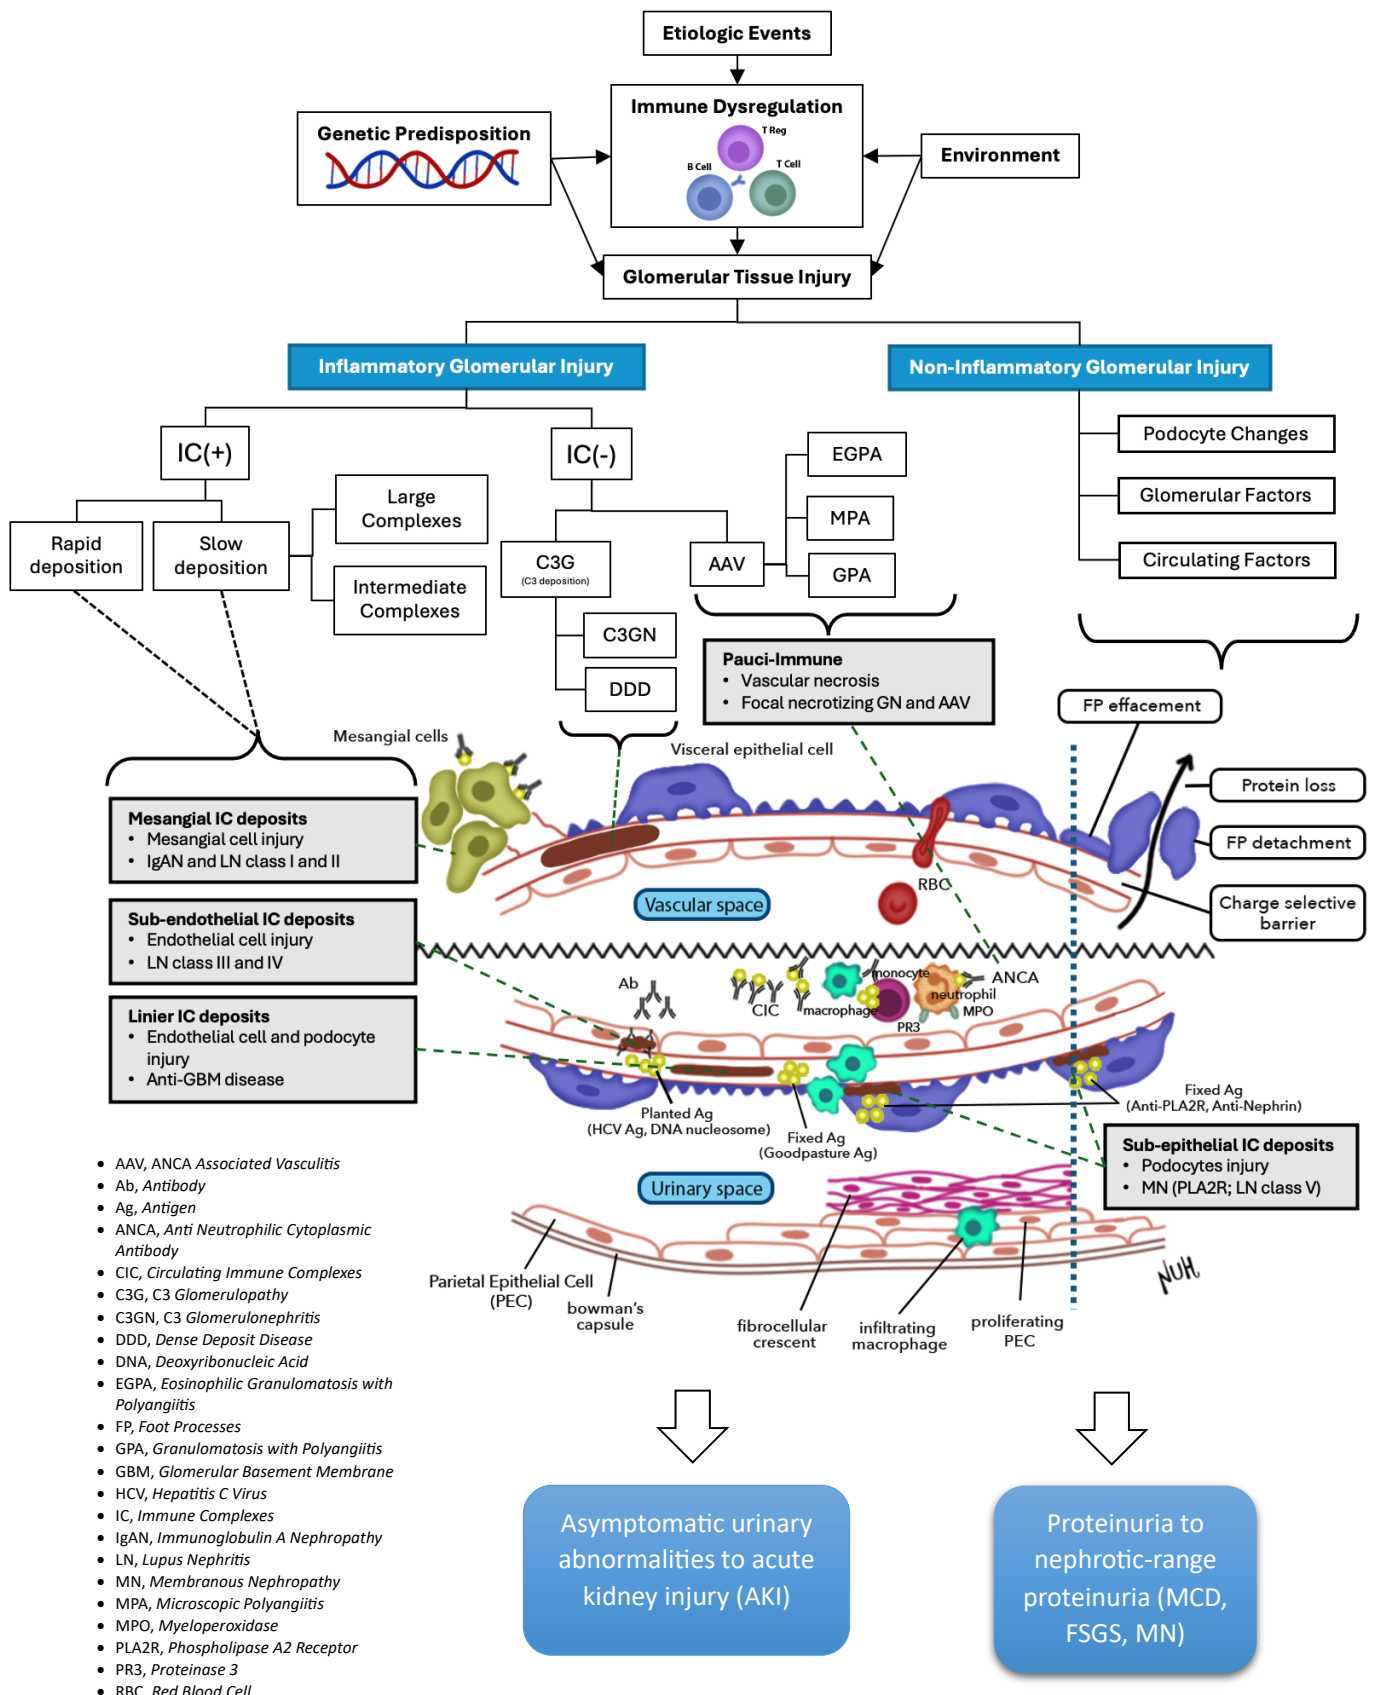 Etiologic Events
Immune Dysregulation
T Reg
B Cell
T Cell
Genetic Predisposition
Environment
Glomerular Tissue Injury
Inflammatory Glomerular Injury
Non-Inflammatory Glomerular Injury
IC(+)
IC(-)
Rapid
deposition
Slow
deposition
Large
Complexes
Intermediate
Complexes
C3G
(C3 deposition)
C3GN
DDD
AAV
EGPA
MPA
GPA
Podocyte Changes
Glomerular Factors
Circulating Factors
Pauci-Immune
• Vascular necrosis
• Focal necrotizing GN and AAV
FP effacement
Protein loss
FP detachment
Charge selective
barrier
Mesangial cells
Visceral epithelial cell
RBC
Vascular space
Mesangial IC deposits
• Mesangial cell injury
• IgAN and LN class I and II
Sub-endothelial IC deposits
• Endothelial cell injury
• LN class III and IV
Linier IC deposits
• Endothelial cell and podocyte
injury
• Anti-GBM disease
Ab
CIC
macrophage
monocyte
PR3
neutrophil
MPO
ANCA
Planted Ag
(HCV Ag, DNA nucleosome)
Fixed Ag
(Goodpasture Ag)
Fixed Ag
(Anti-PLA2R, Anti-Nephrin)
Sub-epithelial IC deposits
• Podocytes injury
• MN (PLA2R; LN class V)
Urinary space
Parietal Epithelial Cell
(PEC)
bowman's
capsule
fibrocellular
crescent
infiltrating
macrophage
proliferating
PEC
NUH
• AAV, ANCA Associated Vasculitis
• Ab, Antibody
• Ag, Antigen
• ANCA, Anti Neutrophilic Cytoplasmic
Antibody
• CIC, Circulating Immune Complexes
• C3G, C3 Glomerulopathy
• C3GN, C3 Glomerulonephritis
• DDD, Dense Deposit Disease
• DNA, Deoxyribonucleic Acid
• EGPA, Eosinophilic Granulomatosis with
Polyangiitis
• FP, Foot Processes
• GPA, Granulomatosis with Polyangiitis
• GBM, Glomerular Basement Membrane
• HCV, Hepatitis C Virus
• IC, Immune Complexes
• IgAN, Immunoglobulin A Nephropathy
• LN, Lupus Nephritis
• MN, Membranous Nephropathy
• MPA, Microscopic Polyangiitis
• MPO, Myeloperoxidase
• PLA2R, Phospholipase A2 Receptor
• PR3, Proteinase 3
• RBC, Red Blood Cell
Asymptomatic urinary
abnormalities to acute
kidney injury (AKI)
Proteinuria to
nephrotic-range
proteinuria (MCD,
FSGS, MN)